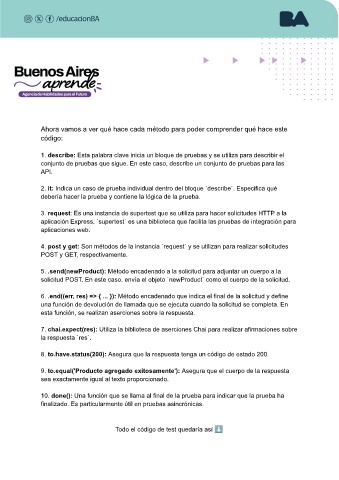 /educacionBA
BA
Buenos Aires
aprende
Agencia de Habilidades para el Futuro
Ahora vamos a ver qué hace cada método para poder comprender qué hace este
código:
1. describe: Esta palabra clave inicia un bloque de pruebas y se utiliza para describir el
conjunto de pruebas que sigue. En este caso, describe un conjunto de pruebas para las
API.
2. it: Indica un caso de prueba individual dentro del bloque `describe`. Especifica qué
debería hacer la prueba y contiene la lógica de la prueba.
3. request: Es una instancia de supertest que se utiliza para hacer solicitudes HTTP a la
aplicación Express. `supertest` es una biblioteca que facilita las pruebas de integración para
aplicaciones web.
4. post y get: Son métodos de la instancia `request` y se utilizan para realizar solicitudes
POST y GET, respectivamente.
5. .send(newProduct): Método encadenado a la solicitud para adjuntar un cuerpo a la
solicitud POST. En este caso, envía el objeto `newProduct` como el cuerpo de la solicitud.
6. .end((err, res) => { ... }): Método encadenado que indica el final de la solicitud y define
una función de devolución de llamada que se ejecuta cuando la solicitud se completa. En
esta función, se realizan aserciones sobre la respuesta.
7. chai.expect(res): Utiliza la biblioteca de aserciones Chai para realizar afirmaciones sobre
la respuesta `res`.
8. to.have.status(200): Asegura que la respuesta tenga un código de estado 200.
9. to.equal('Producto agregado exitosamente'): Asegura que el cuerpo de la respuesta
sea exactamente igual al texto proporcionado.
10. done(): Una función que se llama al final de la prueba para indicar que la prueba ha
finalizado. Es particularmente útil en pruebas asincrónicas.
Todo el código de test quedaría así ⬇️